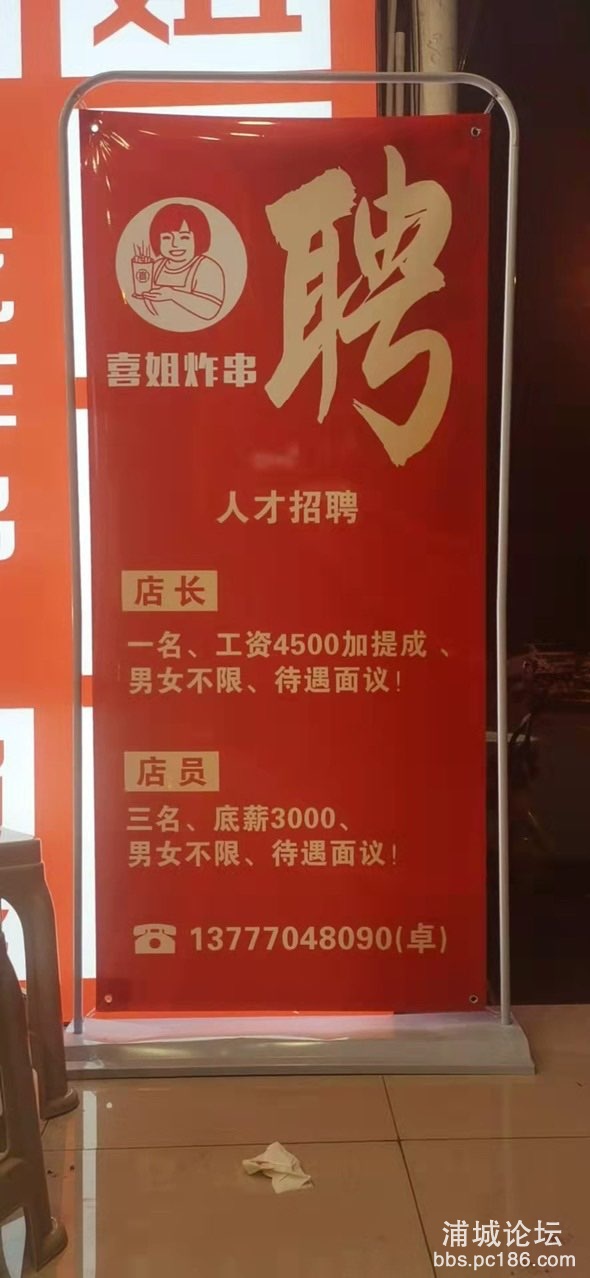 聘
喜姐炸串
人才招聘
店长
一名、工资4500加提成、
男女不限、待遇面议！
店员
三名、底薪3000、
男女不限、待遇面议！
☎ 13777048090(卓)
浦城论坛
bbs.pc186.com